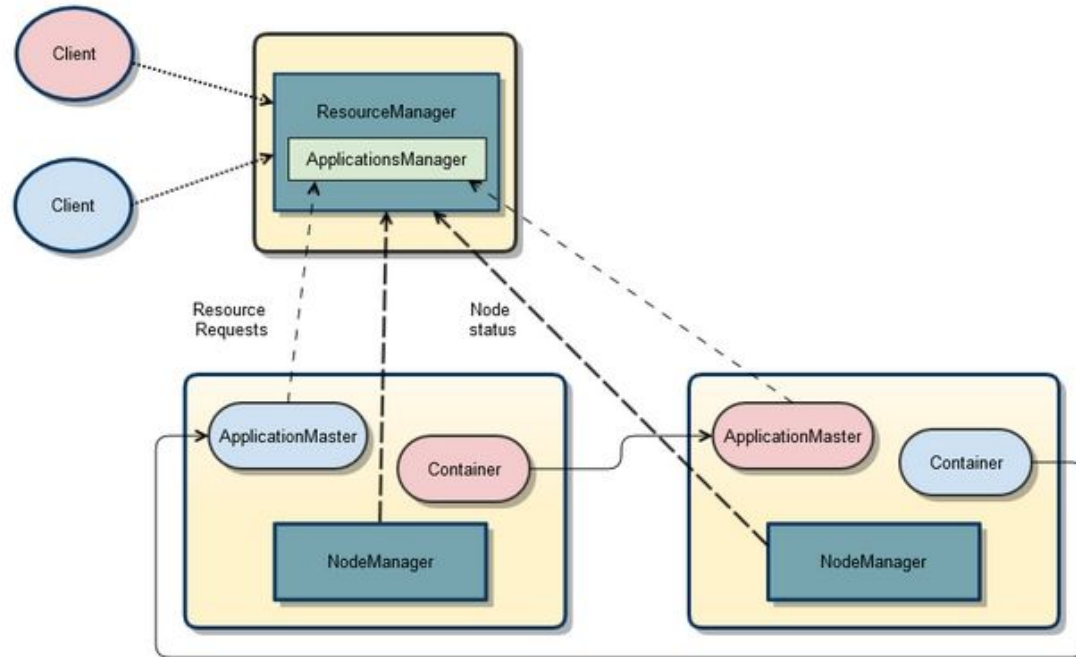 Client
ResourceManager
ApplicationsManager
Client
Resource
Requests
Node
status
ApplicationMaster
Container
NodeManager
ApplicationMaster
Container
NodeManager